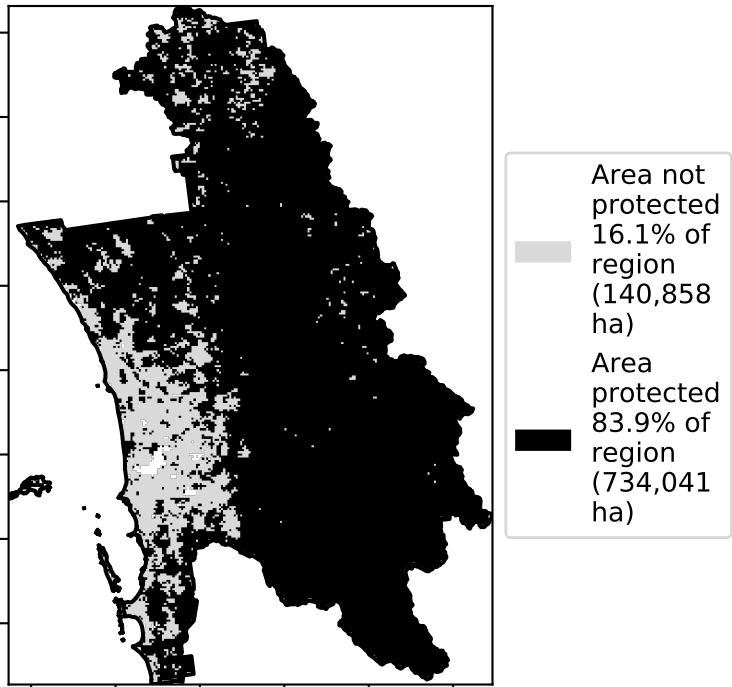 Area not
protected
16.1% of
region
(140,858
ha)
Area
protected
83.9% of
region
(734,041
ha)